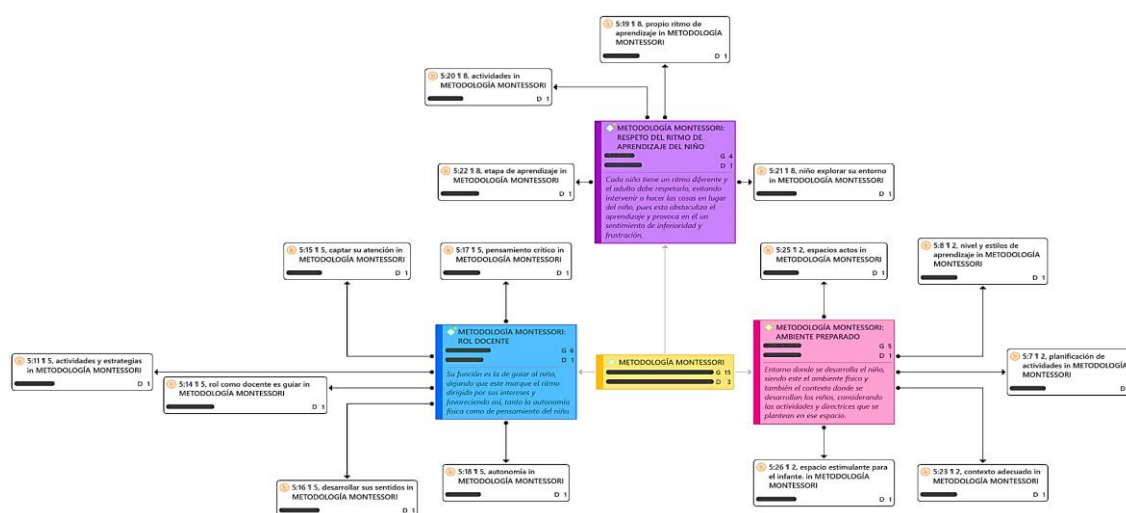 5:19 ¶ 8, propio ritmo de
aprendizaje in METODOLOGÍA
MONTESSORI
D 1
5:20 ¶ 8, actividades in
METODOLOGÍA MONTESSORI
D 1
METODOLOGÍA MONTESSORI:
RESPETO DEL RITMO DE
APRENDIZAJE DEL NIÑO
G 4
D 1
Cada niño tiene un ritmo diferente y
el adulto debe respetarlo, evitando
intervenir o hacer las cosas en lugar
del niño, pues esto obstaculiza el
aprendizaje y provoca en él un
sentimiento de inferioridad y
frustración.
5:22 ¶ 8, etapa de aprendizaje in
METODOLOGÍA MONTESSORI
D 1
5:21 ¶ 8, niño explorar su entorno
in METODOLOGÍA MONTESSORI
D 1
5:15 ¶ 5, captar su atención in
METODOLOGÍA MONTESSORI
D 1
5:17 ¶ 5, pensamiento crítico in
METODOLOGÍA MONTESSORI
D 1
5:25 ¶ 2, espacios actos in
METODOLOGÍA MONTESSORI
D 1
5:8 ¶ 2, nivel y estilos de
aprendizaje in METODOLOGÍA
MONTESSORI
D 1
METODOLOGÍA MONTESSORI:
ROL DOCENTE
G 6
D 1
Su función es la de guiar al niño,
dejando que este marque el ritmo
dirigido por sus intereses y
favoreciendo así, tanto la autonomía
física como de pensamiento del niño.
METODOLOGÍA MONTESSORI
G 15
D 3
METODOLOGÍA MONTESSORI:
AMBIENTE PREPARADO
G 5
D 1
Entorno donde se desarrolla el niño,
siendo este el ambiente físico y
también el contexto donde se
desarrollan los niños, considerando
las actividades y directrices que se
plantean en ese espacio.
5:11 ¶ 5, actividades y estrategias
in METODOLOGÍA MONTESSORI
D 1
5:14 ¶ 5, rol como docente es guiar in
METODOLOGÍA MONTESSORI
D 1
5:7 ¶ 2, planificación de
actividades in METODOLOGÍA
MONTESSORI
D
5:16 ¶ 5, desarrollar sus sentidos in
METODOLOGÍA MONTESSORI
D 1
5:18 ¶ 5, autonomía in
METODOLOGÍA MONTESSORI
D 1
5:26 ¶ 2, espacio estimulante para
el infante. in METODOLOGÍA
MONTESSORI
D 1
5:23 ¶ 2, contexto adecuado in
METODOLOGÍA MONTESSORI
D 1